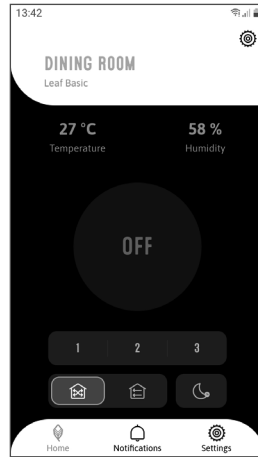 13:42
DINING ROOM
Leaf Basic
27 °C 58 %
Temperature Humidity
OFF
1 2 3
Home Notifications Settings